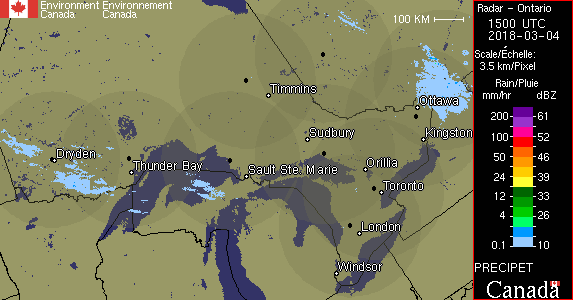 Environment Environnement
Canada Canada
100 KM
Timmins
Ottawa
Sudbury
Kingston
Dryden
Thunder Bay
Sault Ste. Marie
Orillia
Toronto
London
Windsor
Radar - Ontario
1500 UTC
2018-03-04
Scale/Échelle:
3.5 km/Pixel
Rain/Pluie
mm/hr dBZ
200 61
100 52
50 46
24 39
12 33
4 26
0.1 10
PRECIPET
Canada